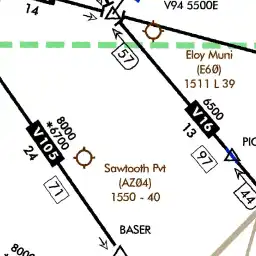 V94 5500E
14
57
Eloy Muni
(E60)
1511 L 39
6500
V16
13
97
8000
*6700
V105
24
71
Sawtooth Pvt
(AZ04)
1550 - 40
PIC
44
BASER
8000